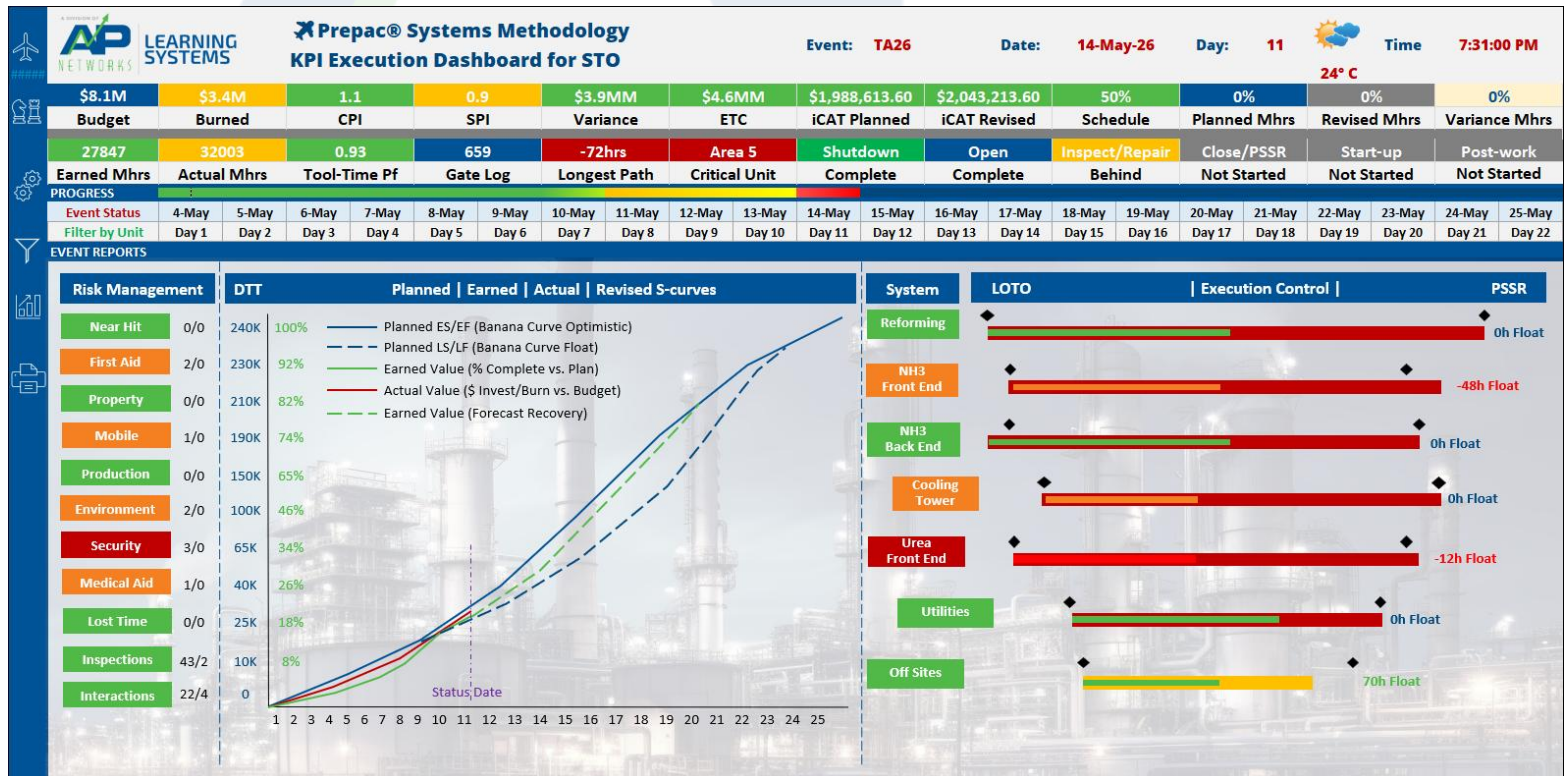 A DIVISION OF
AP
NETWORKS
LEARNING
SYSTEMS
Prepac® Systems Methodology
KPI Execution Dashboard for STO
Event: TA26 Date: 14-May-26 Day: 11 Time 7:31:00 PM
24° C
#####
$8.1M $3.4M 1.1 0.9 $3.9MM $4.6MM $1,988,613.60 $2,043,213.60 50% 0% 0% 0%
Budget Burned CPI SPI Variance ETC iCAT Planned iCAT Revised Schedule Planned Mhrs Revised Mhrs Variance Mhrs
27847 32003 0.93 659 -72hrs Area 5 Shutdown Open Inspect/Repair Close/PSSR Start-up Post-work
Earned Mhrs Actual Mhrs Tool-Time Pf Gate Log Longest Path Critical Unit Complete Complete Behind Not Started Not Started Not Started
PROGRESS
Event Status 4-May 5-May 6-May 7-May 8-May 9-May 10-May 11-May 12-May 13-May 14-May 15-May 16-May 17-May 18-May 19-May 20-May 21-May 22-May 23-May 24-May 25-May
Filter by Unit Day 1 Day 2 Day 3 Day 4 Day 5 Day 6 Day 7 Day 8 Day 9 Day 10 Day 11 Day 12 Day 13 Day 14 Day 15 Day 16 Day 17 Day 18 Day 19 Day 20 Day 21 Day 22
EVENT REPORTS
Risk Management
Near Hit 0/0
First Aid 2/0
Property 0/0
Mobile 1/0
Production 0/0
Environment 2/0
Security 3/0
Medical Aid 1/0
Lost Time 0/0
Inspections 43/2
Interactions 22/4
DTT Planned | Earned | Actual | Revised S-curves
240K 100%
230K 92%
210K 82%
190K 74%
150K 65%
100K 46%
65K 34%
40K 26%
25K 18%
10K 8%
0
Planned ES/EF (Banana Curve Optimistic)
Planned LS/LF (Banana Curve Float)
Earned Value (% Complete vs. Plan)
Actual Value ($ Invest/Burn vs. Budget)
Earned Value (Forecast Recovery)
Status Date
1 2 3 4 5 6 7 8 9 10 11 12 13 14 15 16 17 18 19 20 21 22 23 24 25
System LOTO | Execution Control | PSSR
Reforming
0h Float
NH3
Front End
-48h Float
NH3
Back End
0h Float
Cooling
Tower
0h Float
Urea
Front End
-12h Float
Utilities
0h Float
Off Sites
70h Float